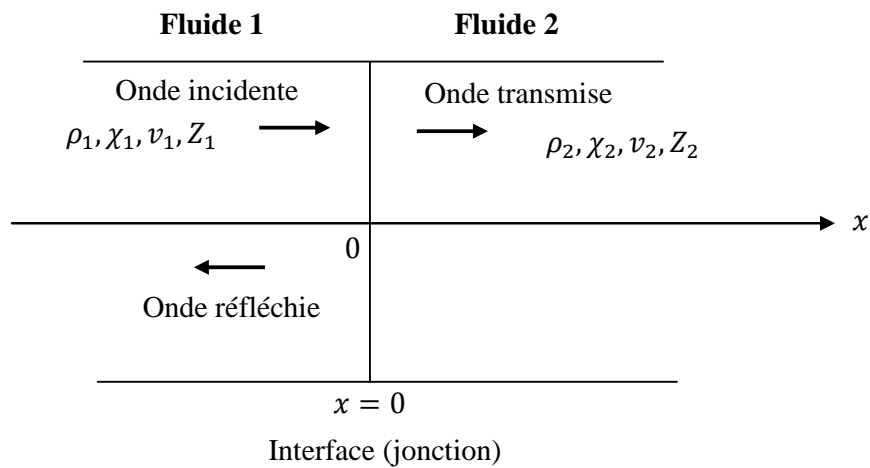 Fluide 1 Fluide 2
Onde incidente Onde transmise
𝜌₁, 𝜒₁, 𝑣₁, 𝑍₁ 𝜌₂, 𝜒₂, 𝑣₂, 𝑍₂
𝑥
0
Onde réfléchie
𝑥 = 0
Interface (jonction)